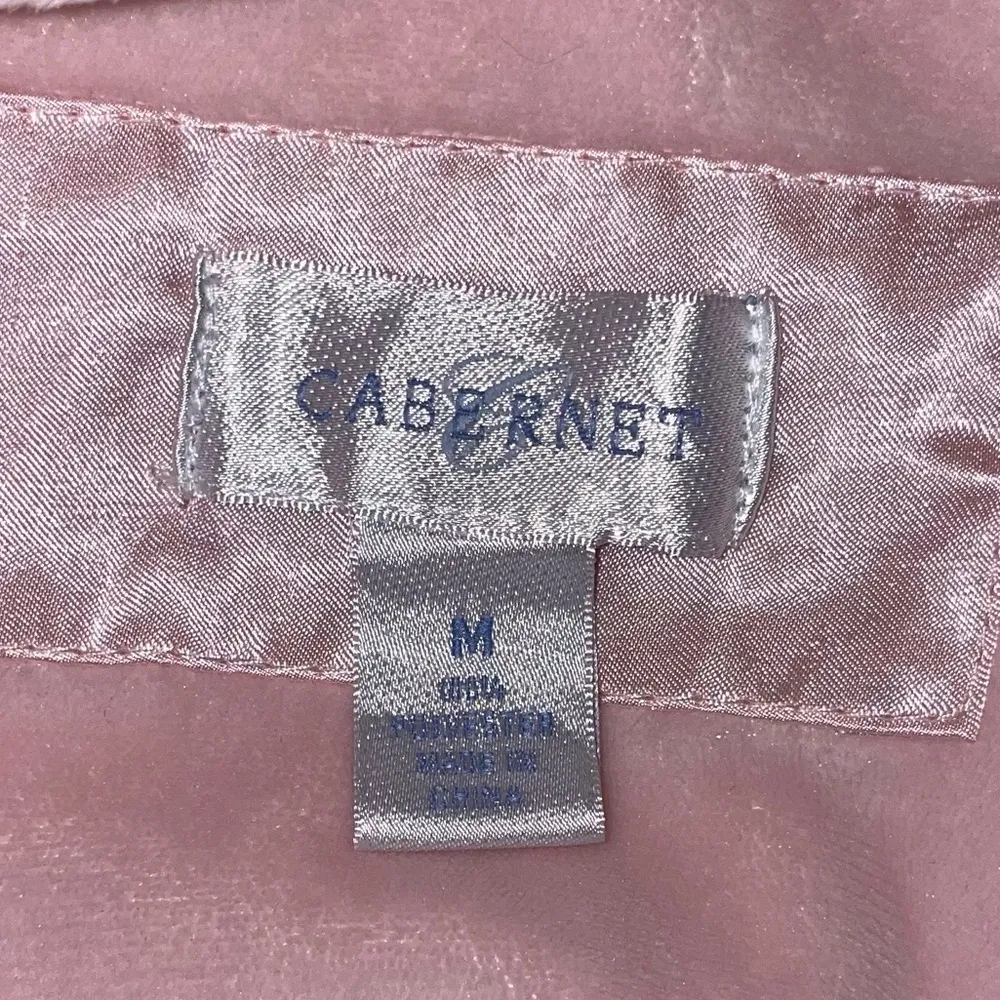 CABERNET
M
100%
POLYESTER
MADE IN
CHINA